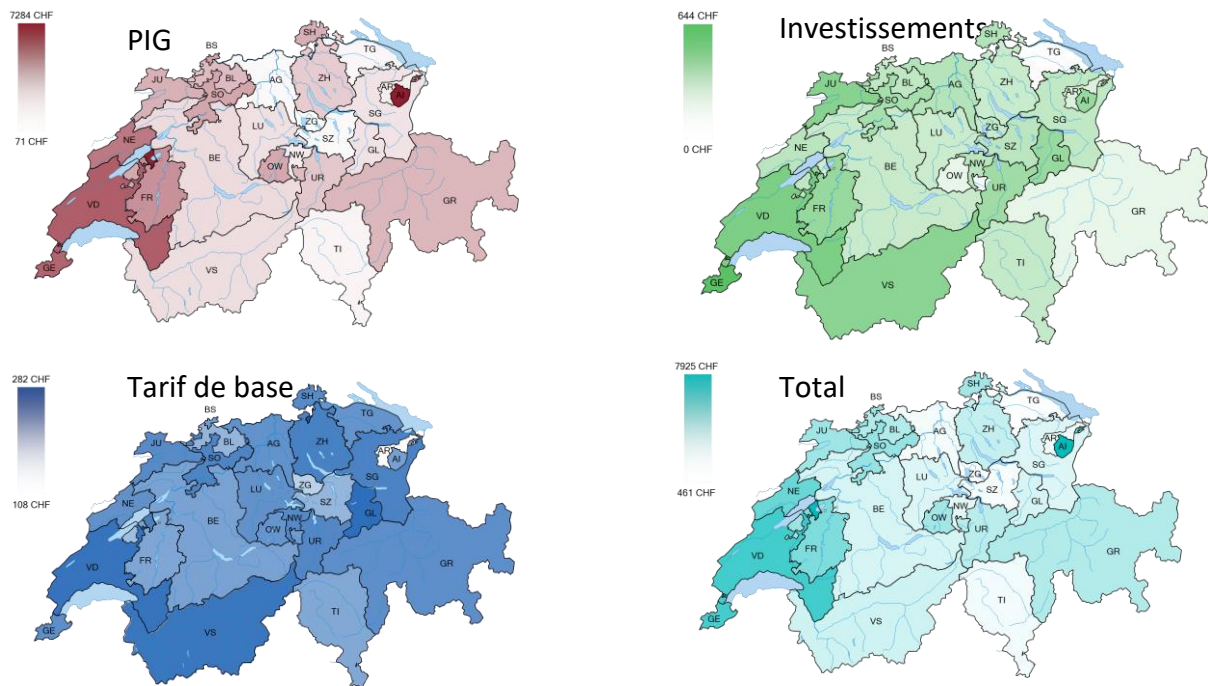 7284 CHF
PIG
71 CHF
SH
BS
TG
JU
BL
AG
ZH
SO
AR
AI
NE
LU
ZG
SZ
SG
BE
NW
GL
OW
UR
VD
FR
GR
TI
GE
VS
644 CHF
Investissements
0 CHF
SH
BS
TG
JU
BL
AG
ZH
SO
AR
AI
NE
LU
ZG
SZ
SG
BE
NW
GL
OW
UR
VD
FR
GR
TI
GE
VS
282 CHF
Tarif de base
108 CHF
SH
BS
TG
JU
BL
AG
ZH
SO
AR
AI
NE
LU
ZG
SZ
SG
BE
NW
GL
OW
UR
VD
FR
GR
TI
GE
VS
7925 CHF
Total
461 CHF
SH
BS
TG
JU
BL
AG
ZH
SO
AR
AI
NE
LU
ZG
SZ
SG
BE
NW
GL
OW
UR
VD
FR
GR
TI
GE
VS